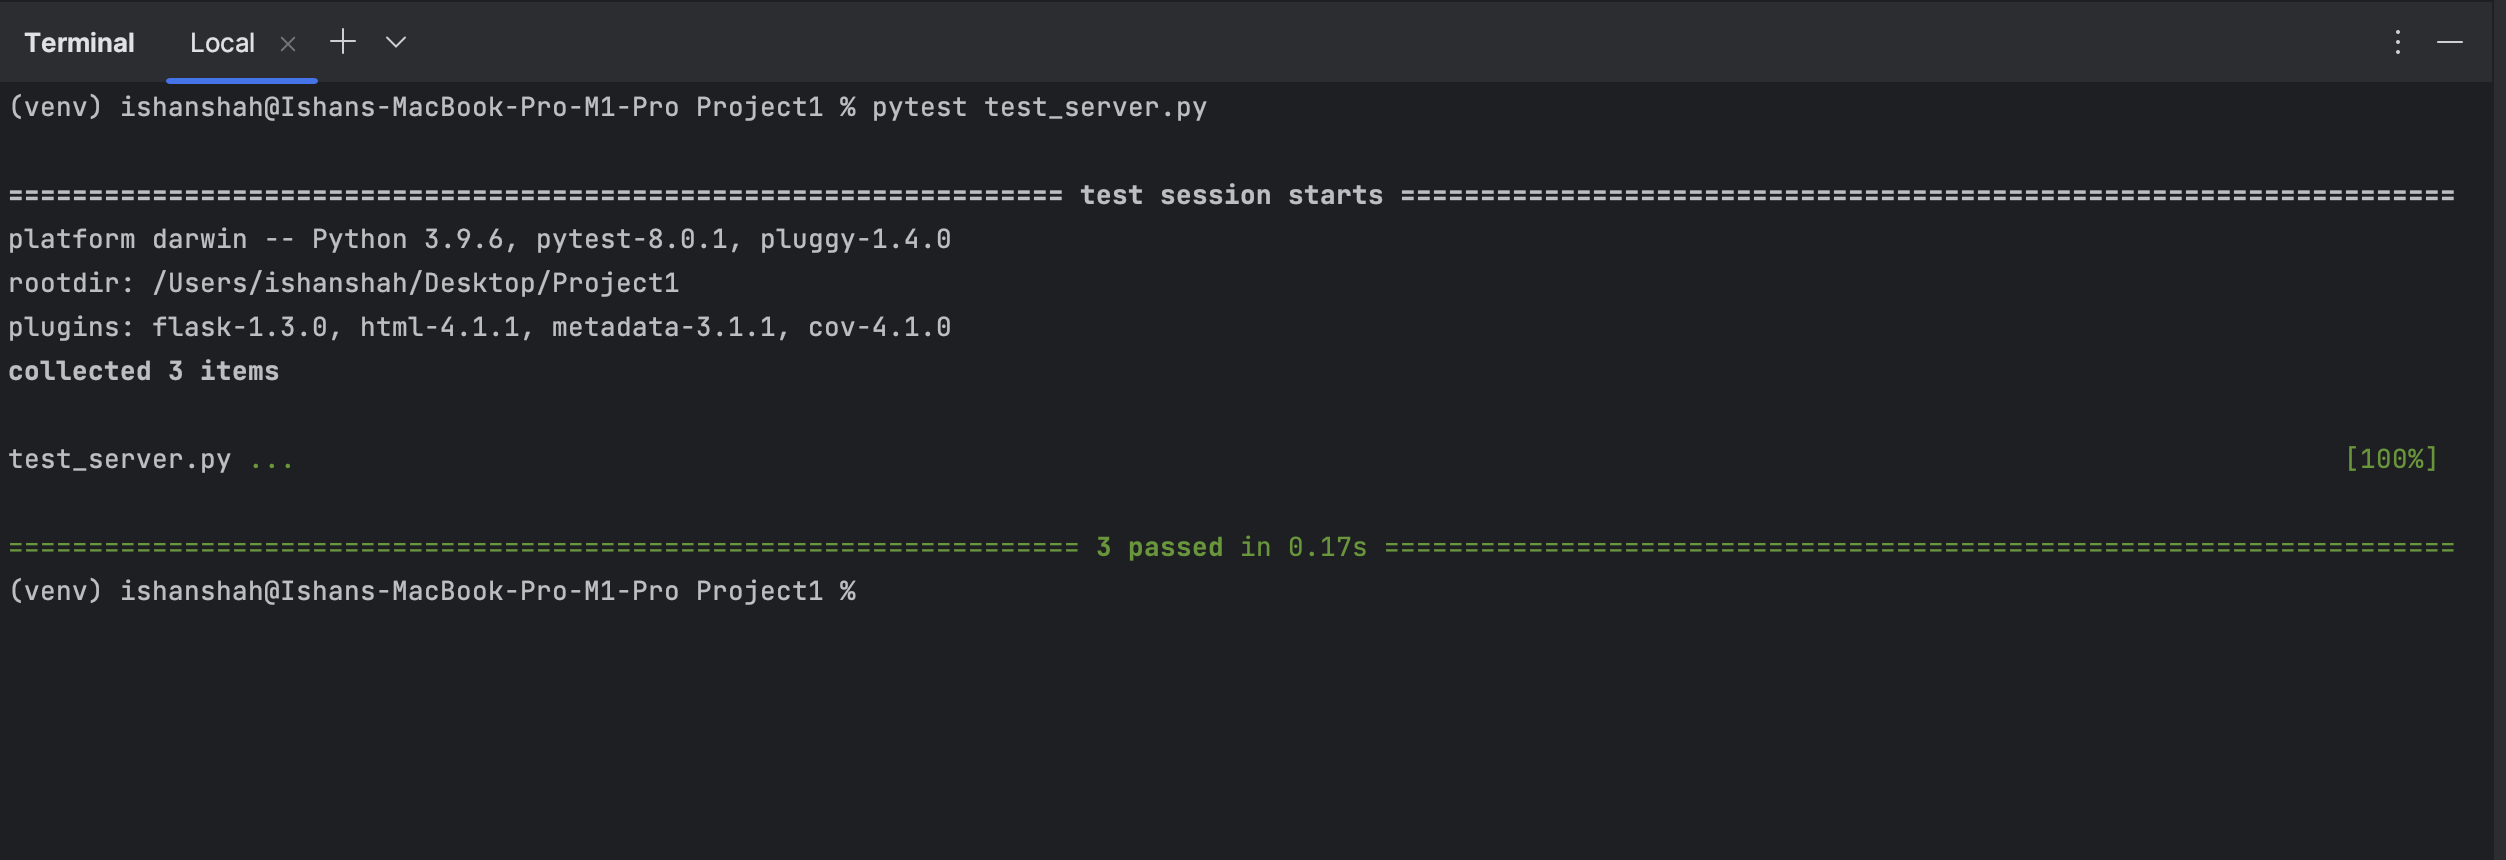 Terminal Local
(venv) ishanshah@Ishans-MacBook-Pro-M1-Pro Project1 % pytest test_server.py
================================================================== test session starts ==================================================================
platform darwin -- Python 3.9.6, pytest-8.0.1, pluggy-1.4.0
rootdir: /Users/ishanshah/Desktop/Project1
plugins: flask-1.3.0, html-4.1.1, metadata-3.1.1, cov-4.1.0
collected 3 items
test_server.py ... [100%]
=================================================================== 3 passed in 0.17s ===================================================================
(venv) ishanshah@Ishans-MacBook-Pro-M1-Pro Project1 %